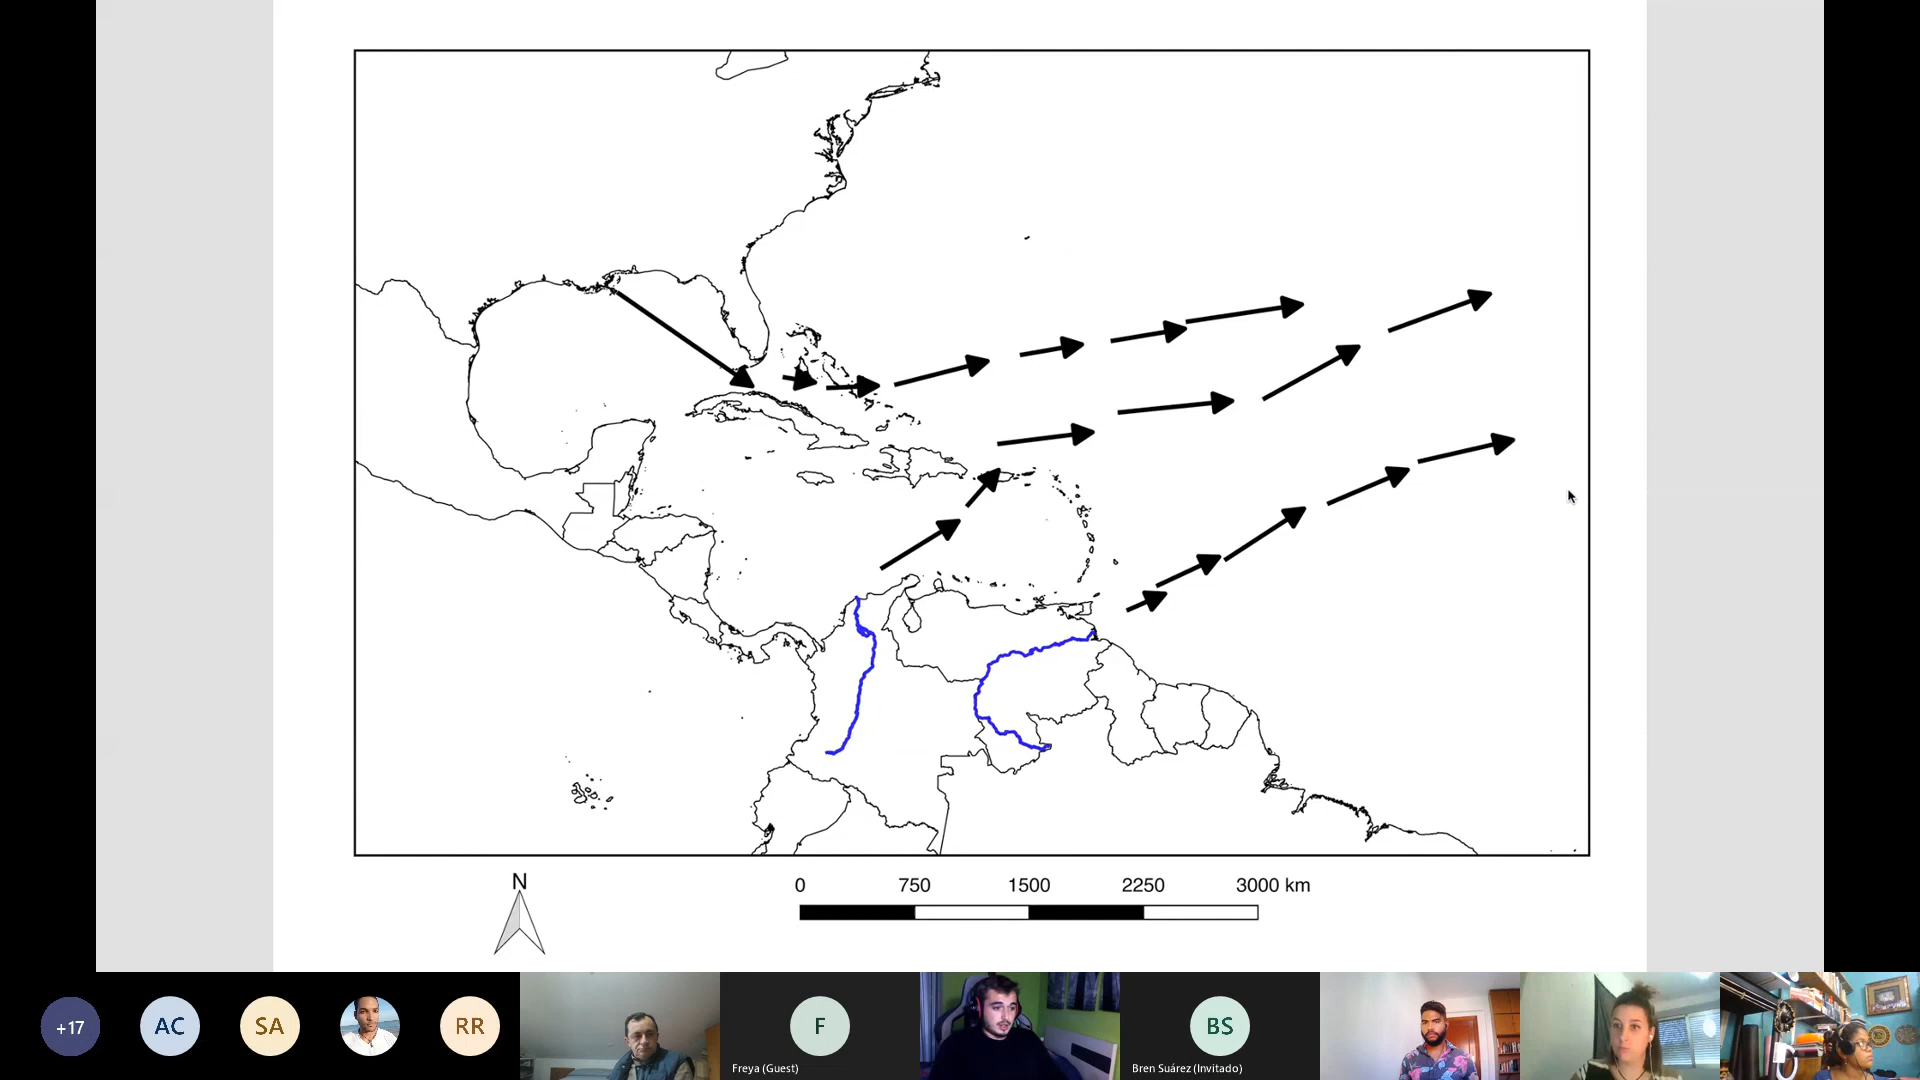 N
0 750 1500 2250 3000 km
+17
AC
SA
RR
F
Freya (Guest)
BS
Bren Suárez (Invitado)